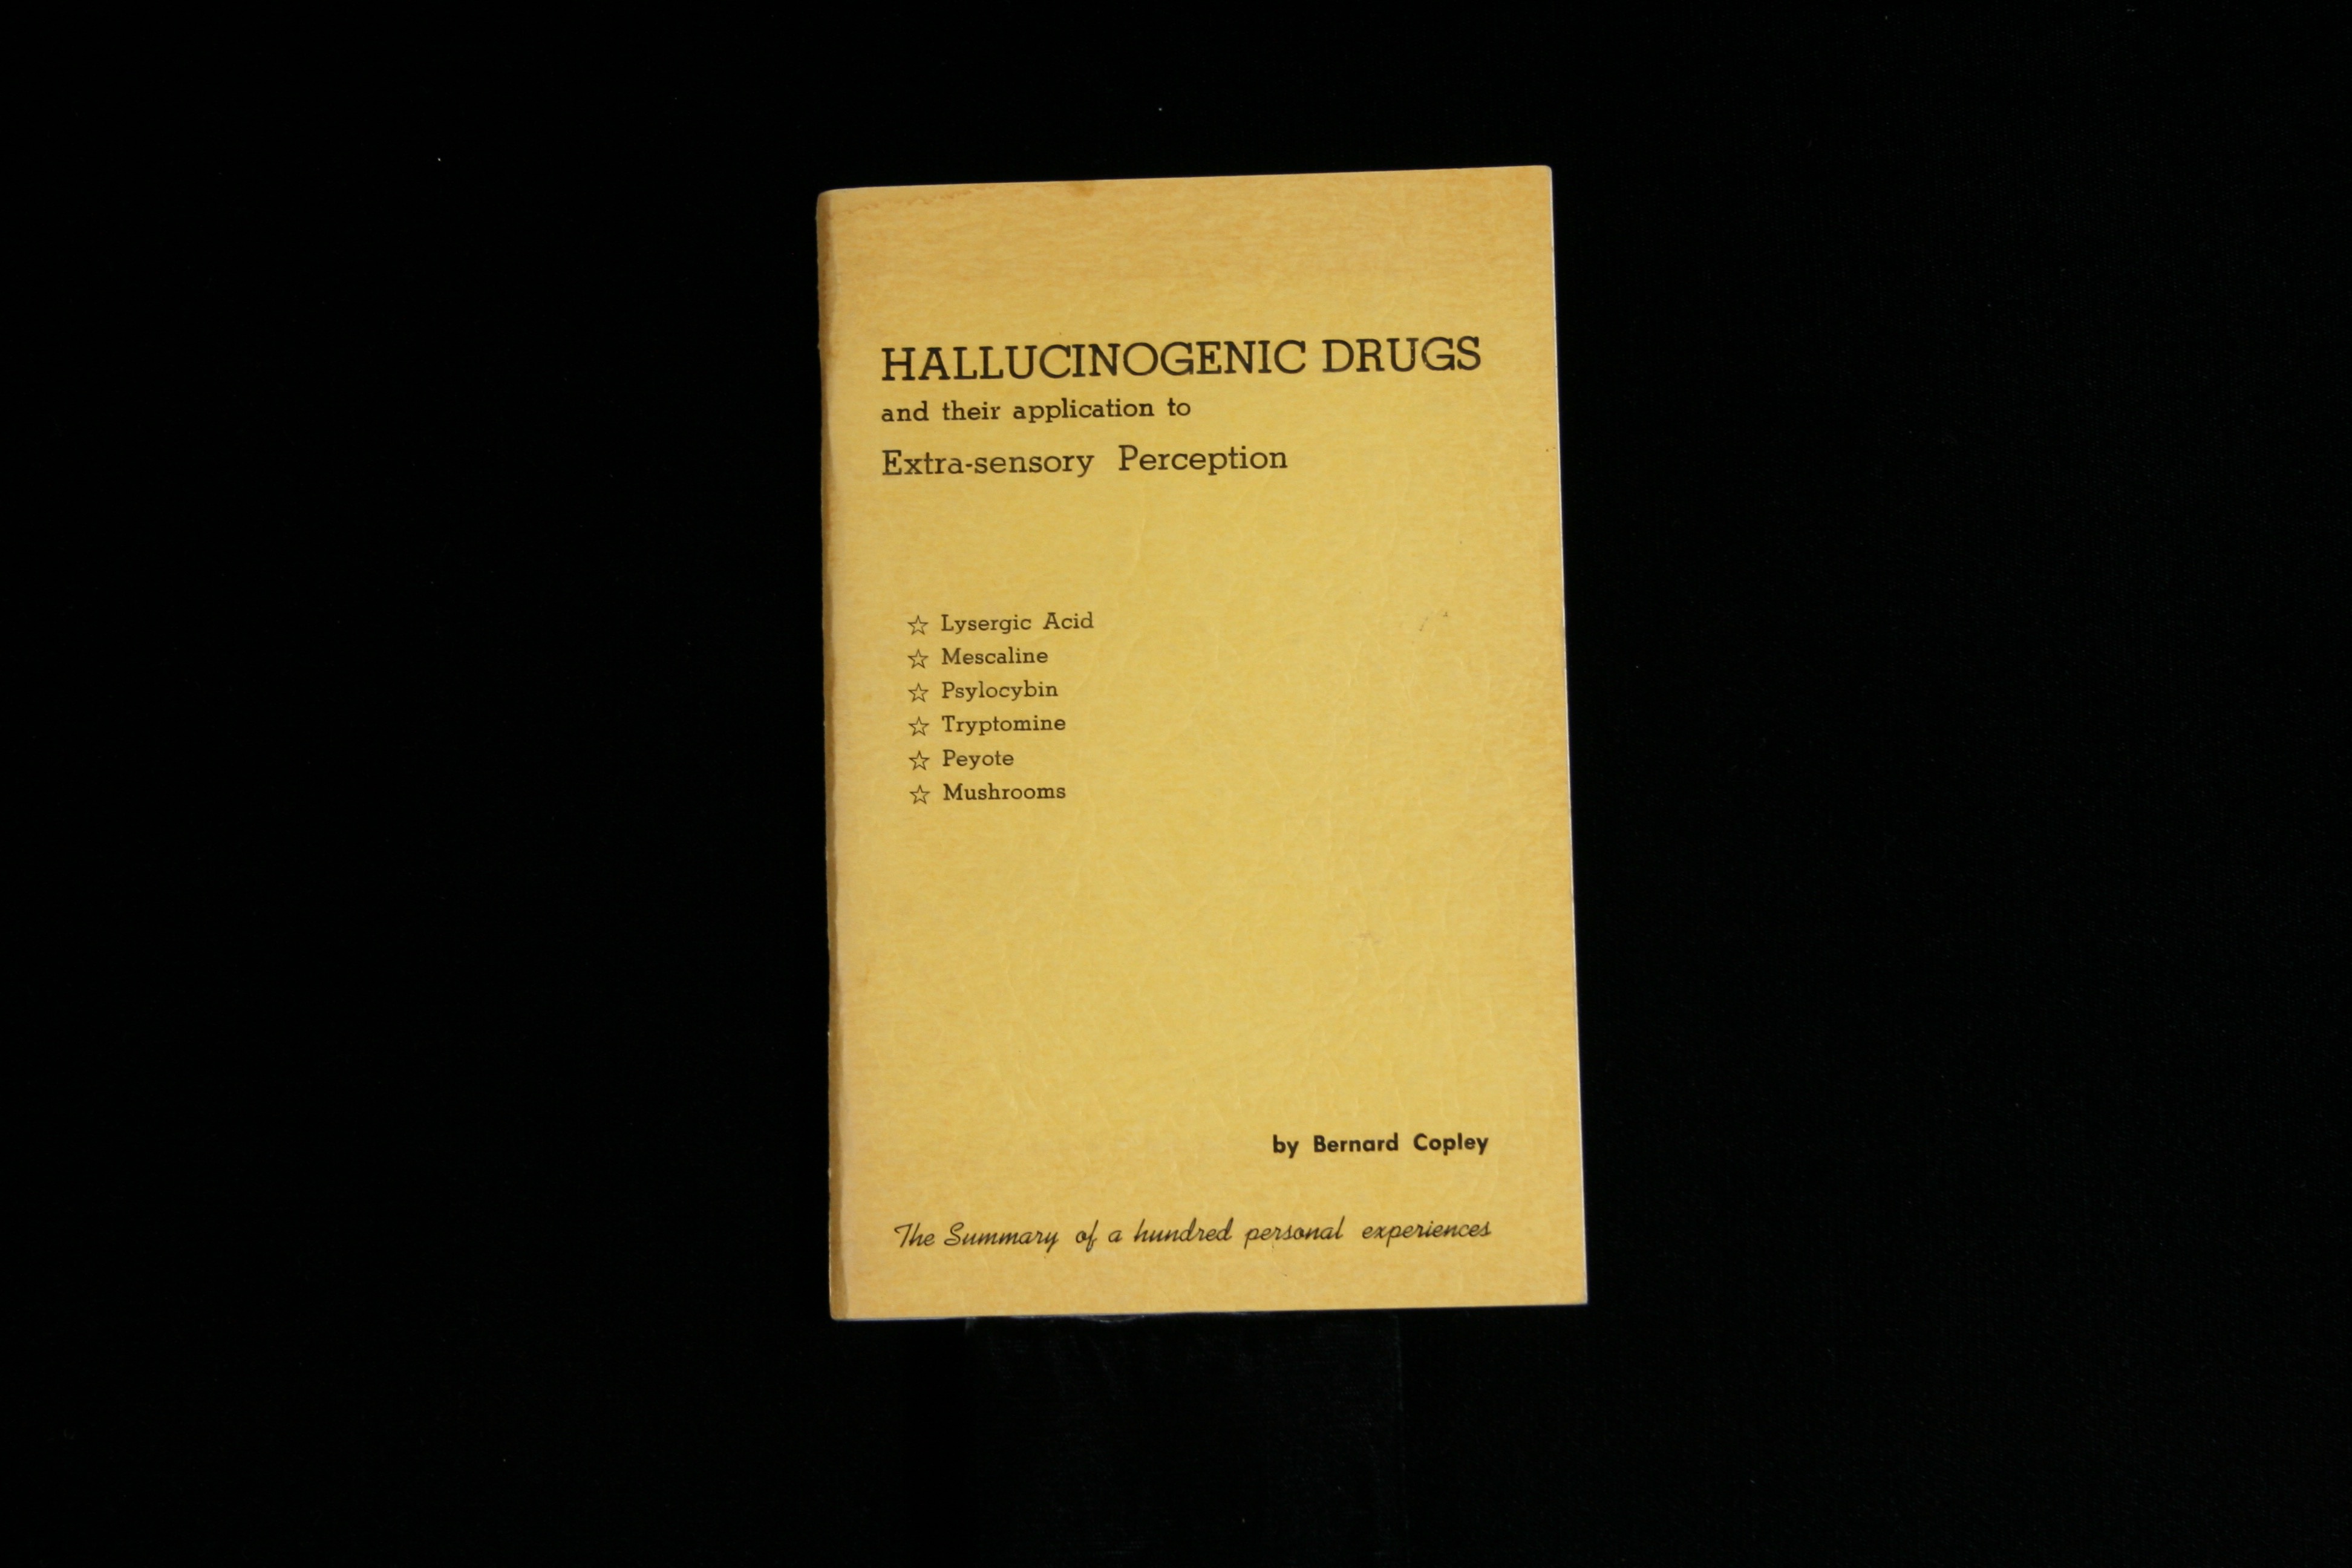 HALLUCINOGENIC DRUGS
and their application to
Extra-sensory Perception
☆ Lysergic Acid
☆ Mescaline
☆ Psylocybin
☆ Tryptomine
☆ Peyote
☆ Mushrooms
by Bernard Copley
The Summary of a hundred personal experiences